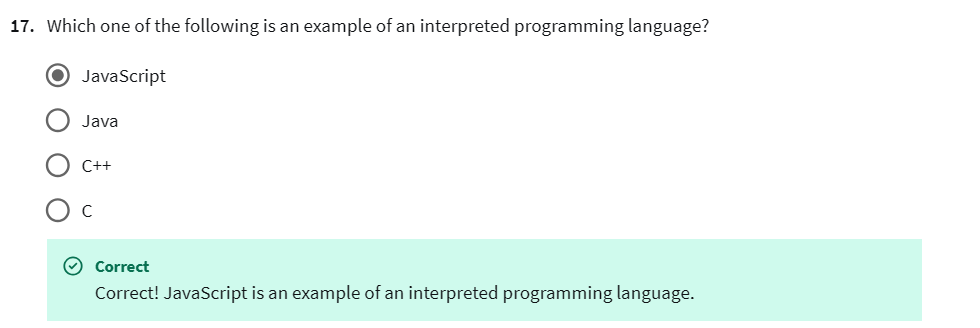 17. Which one of the following is an example of an interpreted programming language?
JavaScript
Java
C++
C
Correct
Correct! JavaScript is an example of an interpreted programming language.